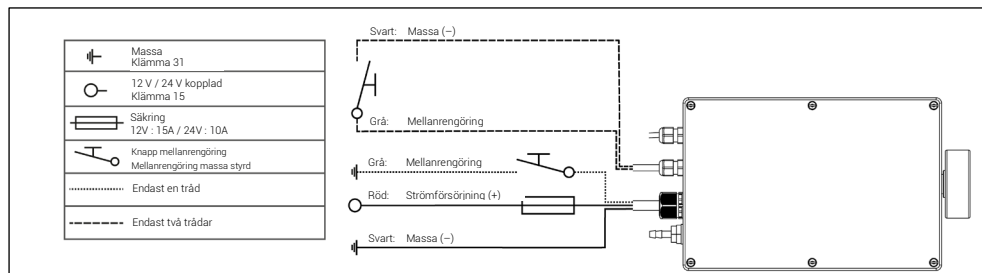 Massa
Klämma 31
12 V / 24 V kopplad
Klämma 15
Säkring
12V : 15A / 24V : 10A
Knapp mellanrengöring
Mellanrengöring massa styrd
Endast en tråd
Endast två trådar
Svart: Massa (–)
Grå: Mellanrengöring
Grå: Mellanrengöring
Röd: Strömförsörjning (+)
Svart: Massa (–)